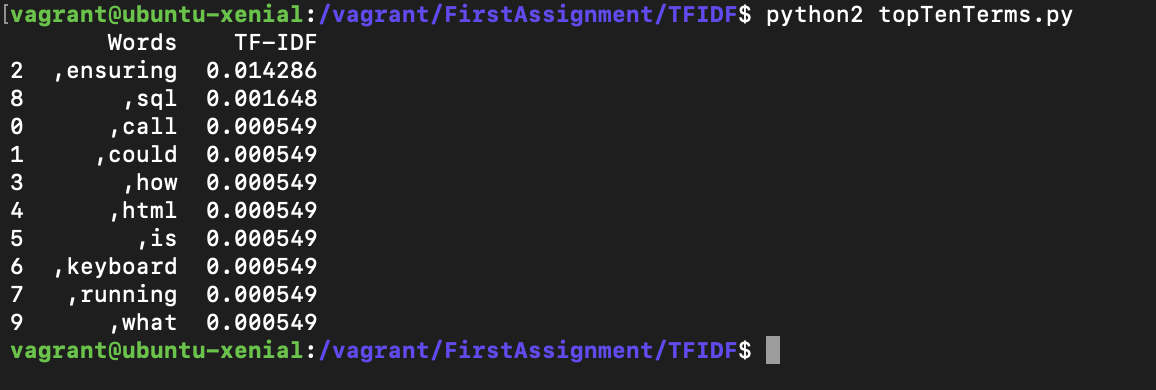 [vagrant@ubuntu-xenial:/vagrant/FirstAssignment/TFIDF$ python2 topTenTerms.py
       Words    TF-IDF
2  ,ensuring  0.014286
8       ,sql  0.001648
0      ,call  0.000549
1     ,could  0.000549
3       ,how  0.000549
4      ,html  0.000549
5        ,is  0.000549
6  ,keyboard  0.000549
7   ,running  0.000549
9      ,what  0.000549
vagrant@ubuntu-xenial:/vagrant/FirstAssignment/TFIDF$